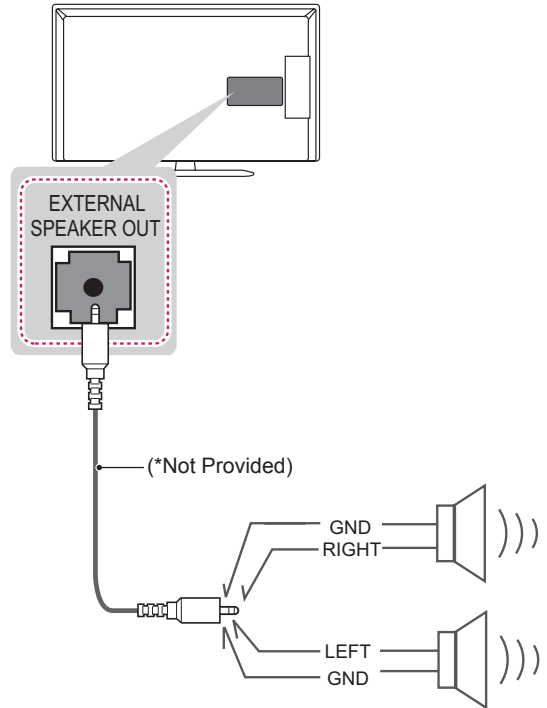 EXTERNAL
SPEAKER OUT
(*Not Provided)
GND
RIGHT
LEFT
GND